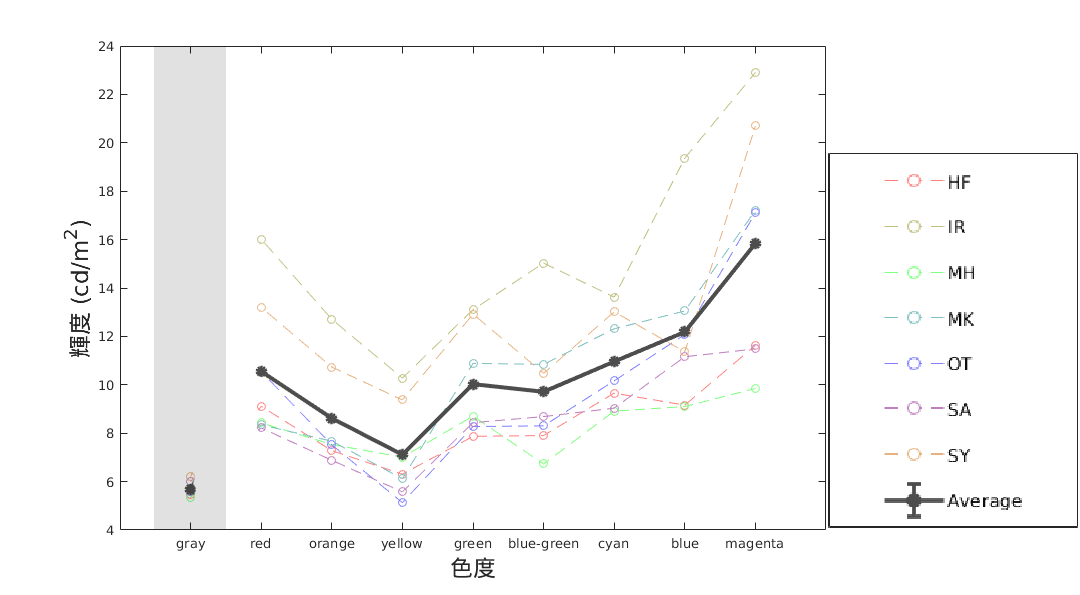 24
22
20
18
16
14
12
10
8
6
4
輝度 (cd/m²)
gray red orange yellow green blue-green cyan blue magenta
色度
HF
IR
MH
MK
OT
SA
SY
Average